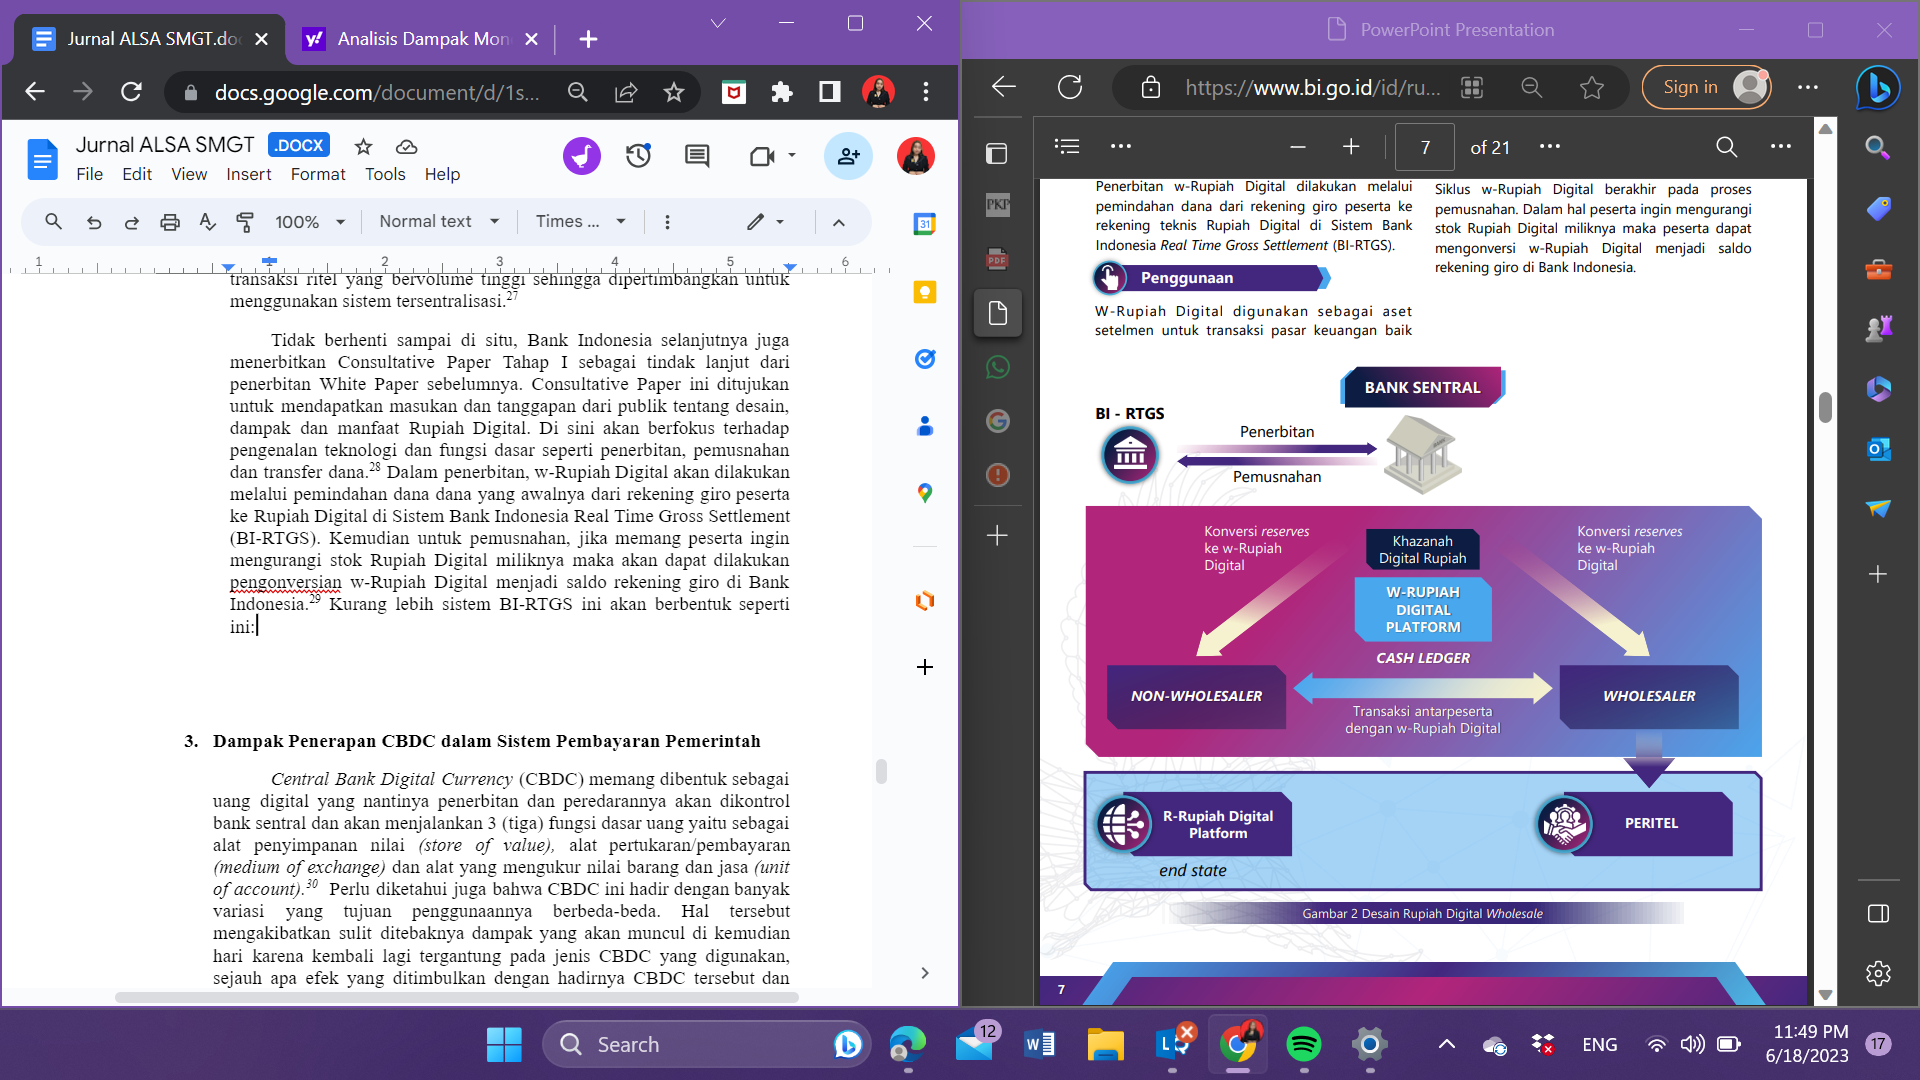 Jurnal ALSA SMGT.do
Analisis Dampak Mon
docs.google.com/document/d/1s...
Jurnal ALSA SMGT
.DOCX
File Edit View Insert Format Tools Help
100%
Normal text
Times ...
1 1 2 3 4 5 6
transaksi ritel yang bervolume tinggi sehingga dipertimbangkan untuk
menggunakan sistem tersentralisasi.27
Tidak berhenti sampai di situ, Bank Indonesia selanjutnya juga
menerbitkan Consultative Paper Tahap I sebagai tindak lanjut dari
penerbitan White Paper sebelumnya. Consultative Paper ini ditujukan
untuk mendapatkan masukan dan tanggapan dari publik tentang desain,
dampak dan manfaat Rupiah Digital. Di sini akan berfokus terhadap
pengenalan teknologi dan fungsi dasar seperti penerbitan, pemusnahan
dan transfer dana.28 Dalam penerbitan, w-Rupiah Digital akan dilakukan
melalui pemindahan dana dana yang awalnya dari rekening giro peserta
ke Rupiah Digital di Sistem Bank Indonesia Real Time Gross Settlement
(BI-RTGS). Kemudian untuk pemusnahan, jika memang peserta ingin
mengurangi stok Rupiah Digital miliknya maka akan dapat dilakukan
pengonversian w-Rupiah Digital menjadi saldo rekening giro di Bank
Indonesia.29 Kurang lebih sistem BI-RTGS ini akan berbentuk seperti
ini:
3. Dampak Penerapan CBDC dalam Sistem Pembayaran Pemerintah
Central Bank Digital Currency (CBDC) memang dibentuk sebagai
uang digital yang nantinya penerbitan dan peredarannya akan dikontrol
bank sentral dan akan menjalankan 3 (tiga) fungsi dasar uang yaitu sebagai
alat penyimpanan nilai (store of value), alat pertukaran/pembayaran
(medium of exchange) dan alat yang mengukur nilai barang dan jasa (unit
of account).30 Perlu diketahui juga bahwa CBDC ini hadir dengan banyak
variasi yang tujuan penggunaannya berbeda-beda. Hal tersebut
mengakibatkan sulit ditebaknya dampak yang akan muncul di kemudian
hari karena kembali lagi tergantung pada jenis CBDC yang digunakan,
sejauh apa efek yang ditimbulkan dengan hadirnya CBDC tersebut dan
31
PowerPoint Presentation
https://www.bi.go.id/id/ru...
Sign in
PKP
PDF
7 of 21
Penerbitan w-Rupiah Digital dilakukan melalui
pemindahan dana dari rekening giro peserta ke
rekening teknis Rupiah Digital di Sistem Bank
Indonesia Real Time Gross Settlement (BI-RTGS).
Penggunaan
W-Rupiah Digital digunakan sebagai aset
setelmen untuk transaksi pasar keuangan baik
Siklus w-Rupiah Digital berakhir pada proses
pemusnahan. Dalam hal peserta ingin mengurangi
stok Rupiah Digital miliknya maka peserta dapat
mengonversi w-Rupiah Digital menjadi saldo
rekening giro di Bank Indonesia.
BANK SENTRAL
BI - RTGS
Penerbitan
Pemusnahan
Konversi reserves
ke w-Rupiah
Digital
Khazanah
Digital Rupiah
Konversi reserves
ke w-Rupiah
Digital
W-RUPIAH
DIGITAL
PLATFORM
CASH LEDGER
NON-WHOLESALER
WHOLESALER
Transaksi antarpeserta
dengan w-Rupiah Digital
R-Rupiah Digital
Platform
PERITEL
end state
Gambar 2 Desain Rupiah Digital Wholesale
7
Search
12
ENG
11:49 PM
6/18/2023
17